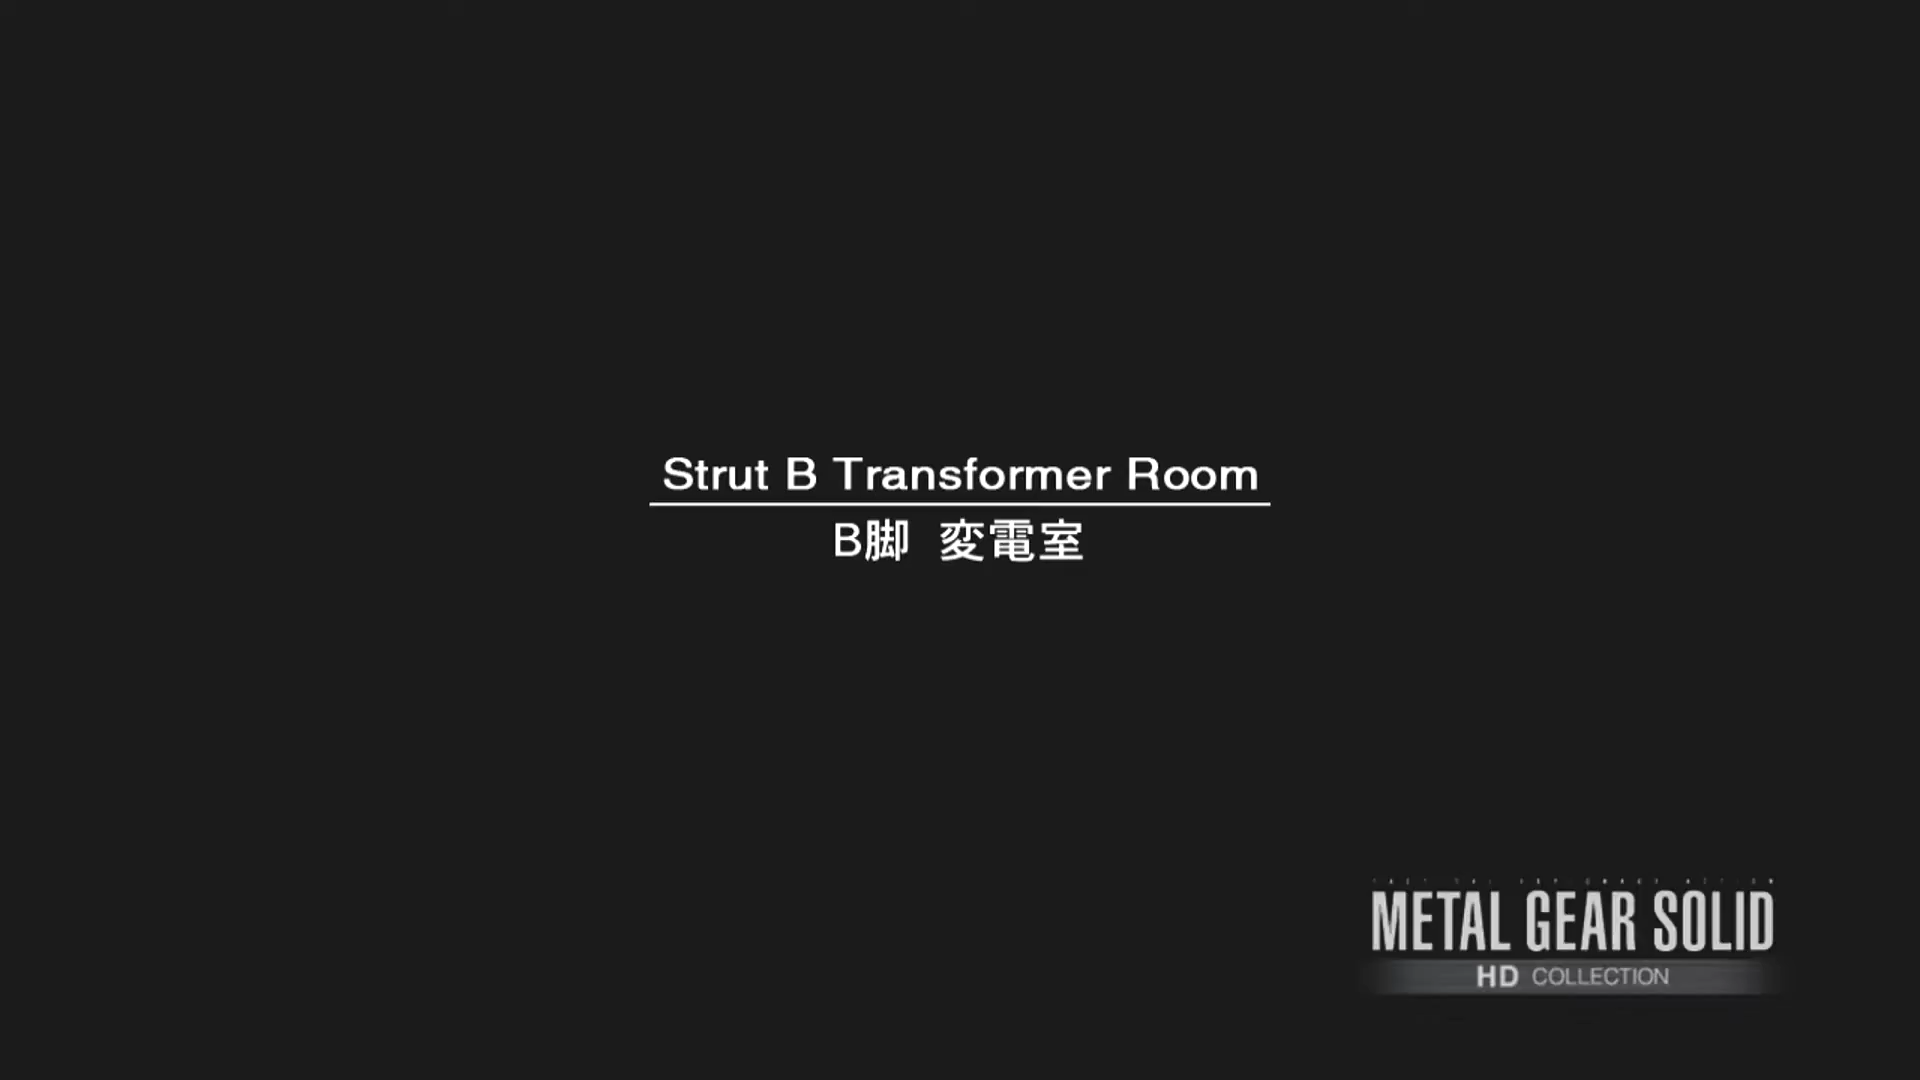 Strut B Transformer Room
B脚 変電室
METAL GEAR SOLID
HD COLLECTION